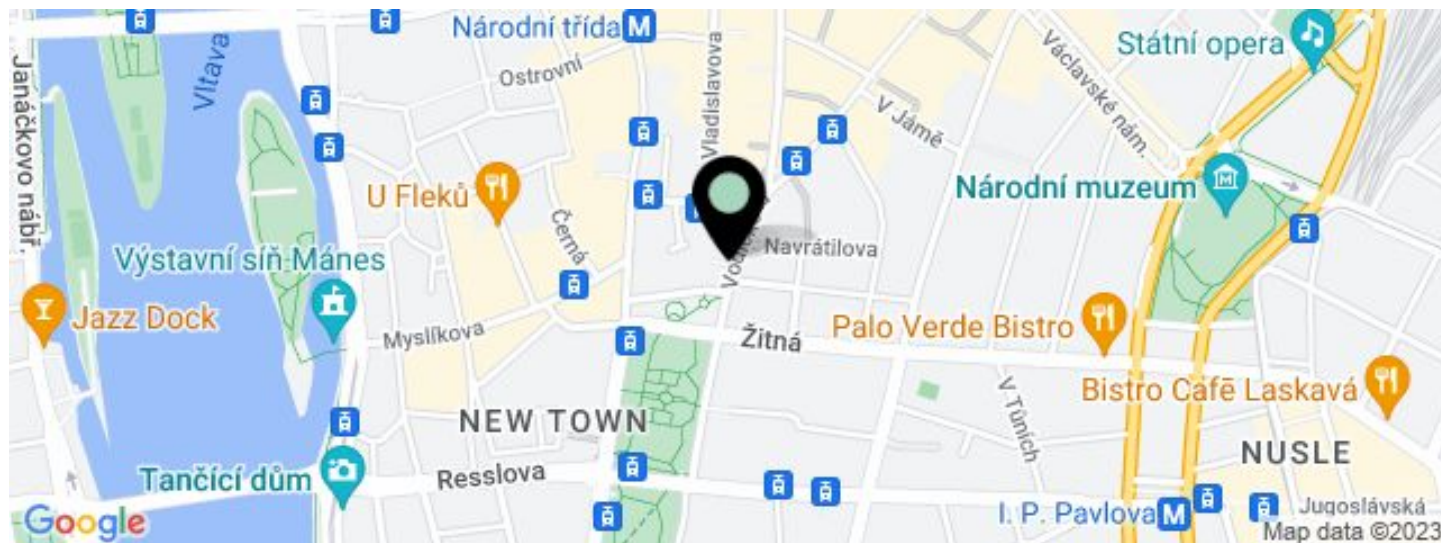 Národní třída M
Státní opera
Vltava
Ostrovní
Vladislavova
Václavské nám.
V Jámě
Janáčkovo nábř.
U Fleků
Národní muzeum
Černá
Navrátilova
Výstavní síň Mánes
Jazz Dock
Myslíkova
Žitná
Palo Verde Bistro
Bistro Cafē Laskavá
V Tůních
NEW TOWN
NUSLE
Tančící dům
Resslova
I. P. Pavlova M
Jugoslávská
Google
Map data ©2023